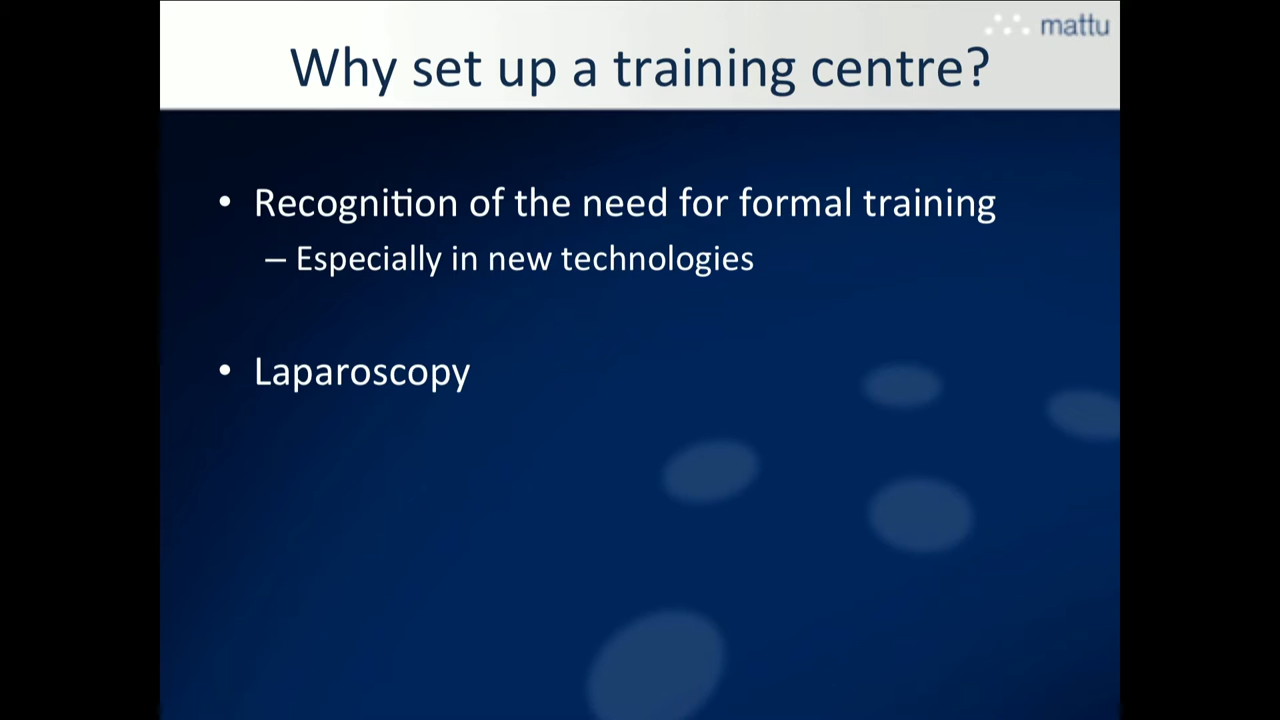 mattu
Why set up a training centre?
• Recognition of the need for formal training
– Especially in new technologies
• Laparoscopy